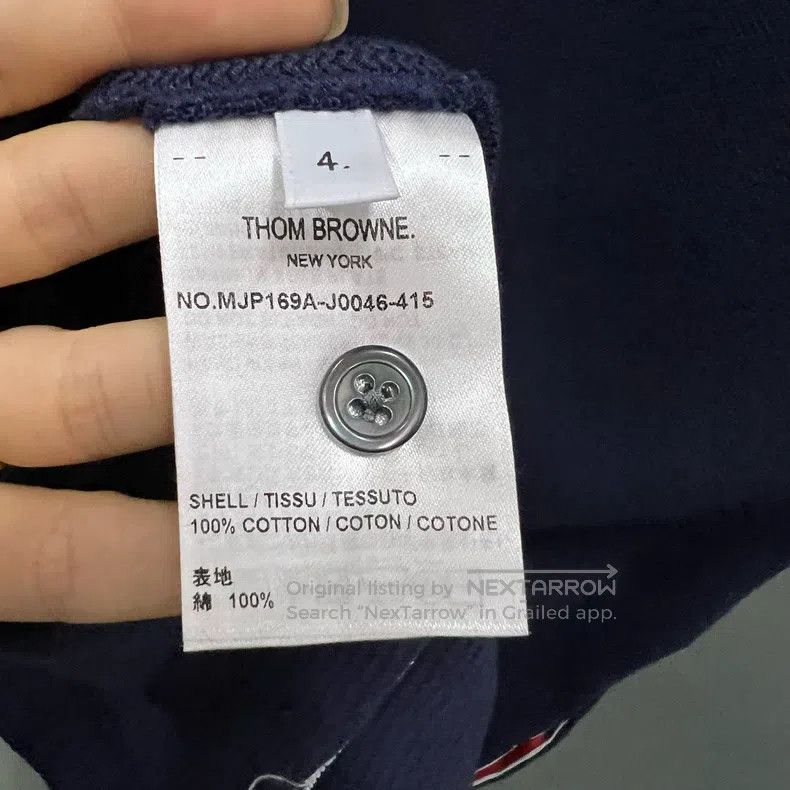 -- 4. --
THOM BROWNE.
NEW YORK
NO.MJP169A-J0046-415
SHELL / TISSU / TESSUTO
100% COTTON / COTON / COTONE
表地
綿 100%
Original listing by NEXTARROW
Search "NexTarrow" in Grailed app.